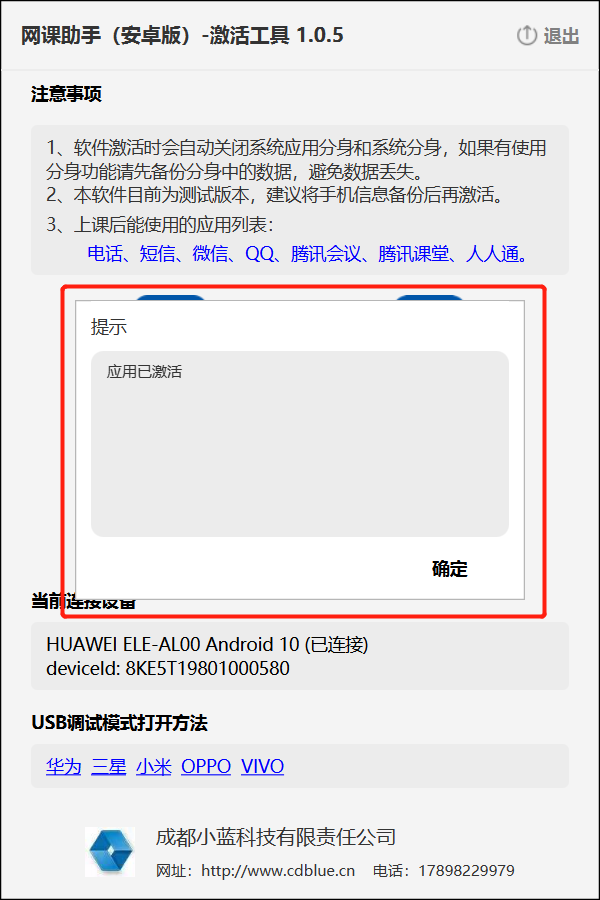 网课助手（安卓版）-激活工具 1.0.5
退出
注意事项
1、软件激活时会自动关闭系统应用分身和系统分身，如果有使用
分身功能请先备份分身中的数据，避免数据丢失。
2、本软件目前为测试版本，建议将手机信息备份后再激活。
3、上课后能使用的应用列表：
电话、短信、微信、QQ、腾讯会议、腾讯课堂、人人通。
提示
应用已激活
确定
当前连接设备
HUAWEI ELE-AL00 Android 10 (已连接)
deviceId: 8KE5T19801000580
USB调试模式打开方法
华为 三星 小米 OPPO VIVO
成都小蓝科技有限责任公司
网址：http://www.cdblue.cn 电话：17898229979